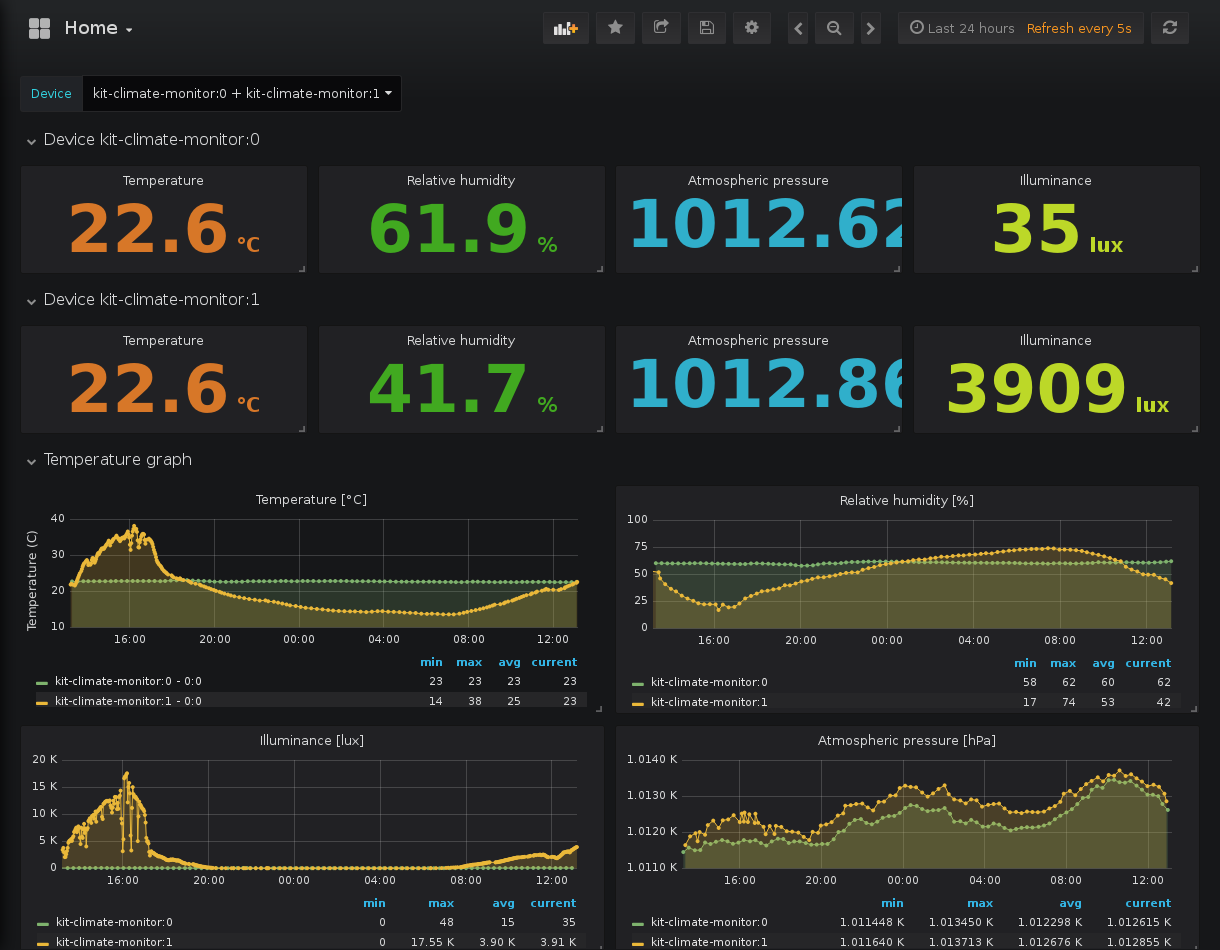 Home
Last 24 hours Refresh every 5s
Device kit-climate-monitor:0 + kit-climate-monitor:1
Device kit-climate-monitor:0
Temperature Relative humidity Atmospheric pressure Illuminance
22.6 °C 61.9 % 1012.62 35 lux
Device kit-climate-monitor:1
Temperature Relative humidity Atmospheric pressure Illuminance
22.6 °C 41.7 % 1012.86 3909 lux
Temperature graph
Temperature [°C]
Temperature (C)
40
30
20
10
16:00 20:00 00:00 04:00 08:00 12:00
min max avg current
kit-climate-monitor:0 - 0:0 23 23 23 23
kit-climate-monitor:1 - 0:0 14 38 25 23
Relative humidity [%]
100
75
50
25
0
16:00 20:00 00:00 04:00 08:00 12:00
min max avg current
kit-climate-monitor:0 58 62 60 62
kit-climate-monitor:1 17 74 53 42
Illuminance [lux]
20 K
15 K
10 K
5 K
0
16:00 20:00 00:00 04:00 08:00 12:00
min max avg current
kit-climate-monitor:0 0 48 15 35
kit-climate-monitor:1 0 17.55 K 3.90 K 3.91 K
Atmospheric pressure [hPa]
1.0140 K
1.0130 K
1.0120 K
1.0110 K
16:00 20:00 00:00 04:00 08:00 12:00
min max avg current
kit-climate-monitor:0 1.011448 K 1.013450 K 1.012298 K 1.012615 K
kit-climate-monitor:1 1.011640 K 1.013713 K 1.012676 K 1.012855 K